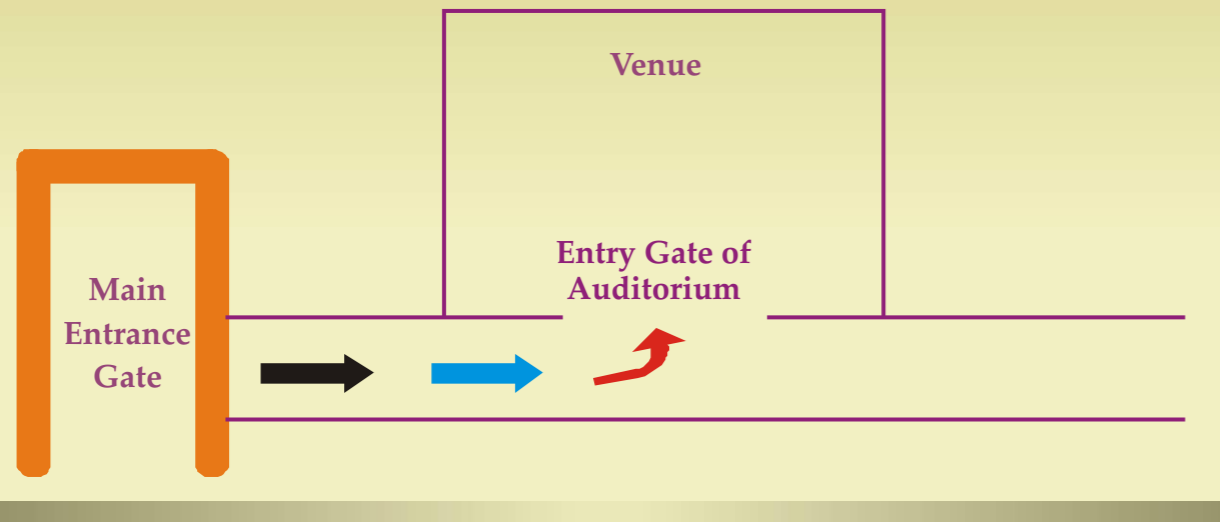 Venue
Entry Gate of
Auditorium
Main
Entrance
Gate